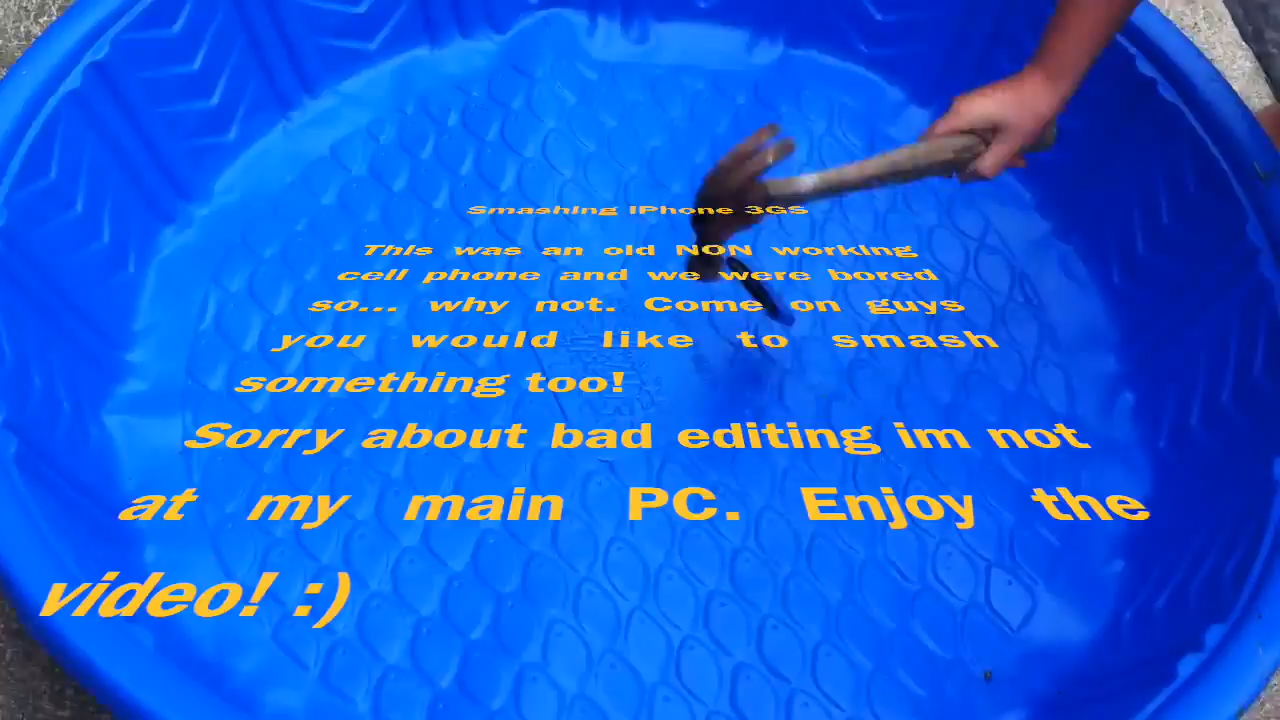 Smashing IPhone 3GS
This was an old NON working
cell phone and we were bored
so... why not. Come on guys
you would like to smash
something too!
Sorry about bad editing im not
at my main PC. Enjoy the
video! :)